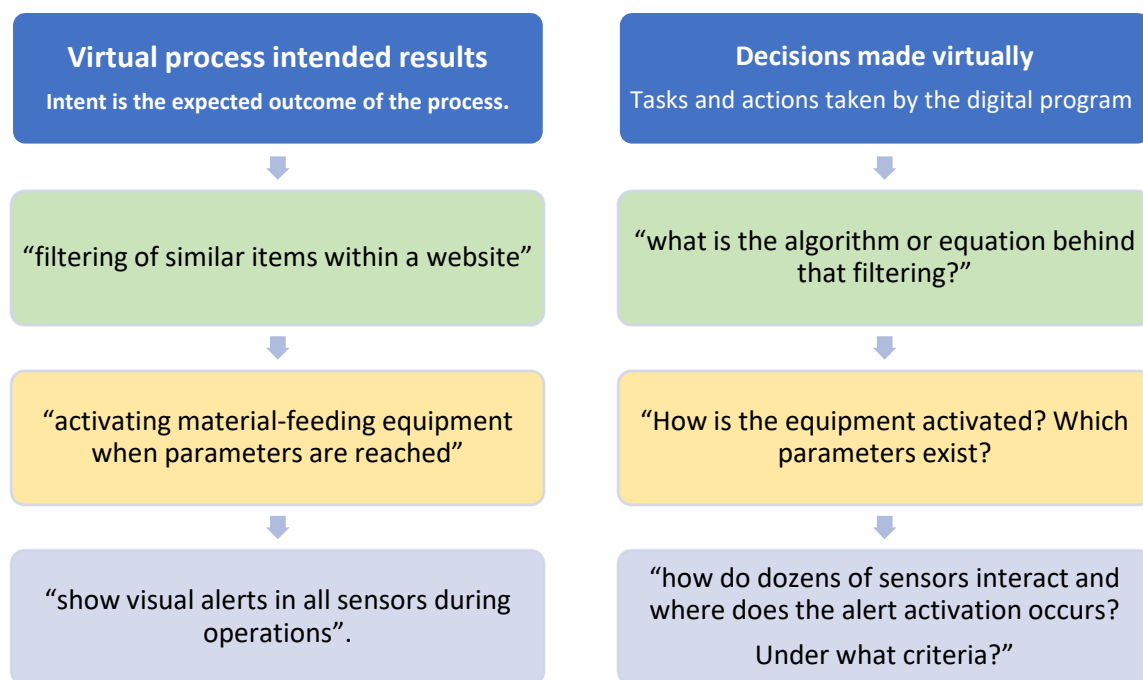 Virtual process intended results
Intent is the expected outcome of the process.
“filtering of similar items within a website”
“activating material-feeding equipment
when parameters are reached”
“show visual alerts in all sensors during
operations”.
Decisions made virtually
Tasks and actions taken by the digital program
“what is the algorithm or equation behind
that filtering?”
“How is the equipment activated? Which
parameters exist?
“how do dozens of sensors interact and
where does the alert activation occurs?
Under what criteria?”